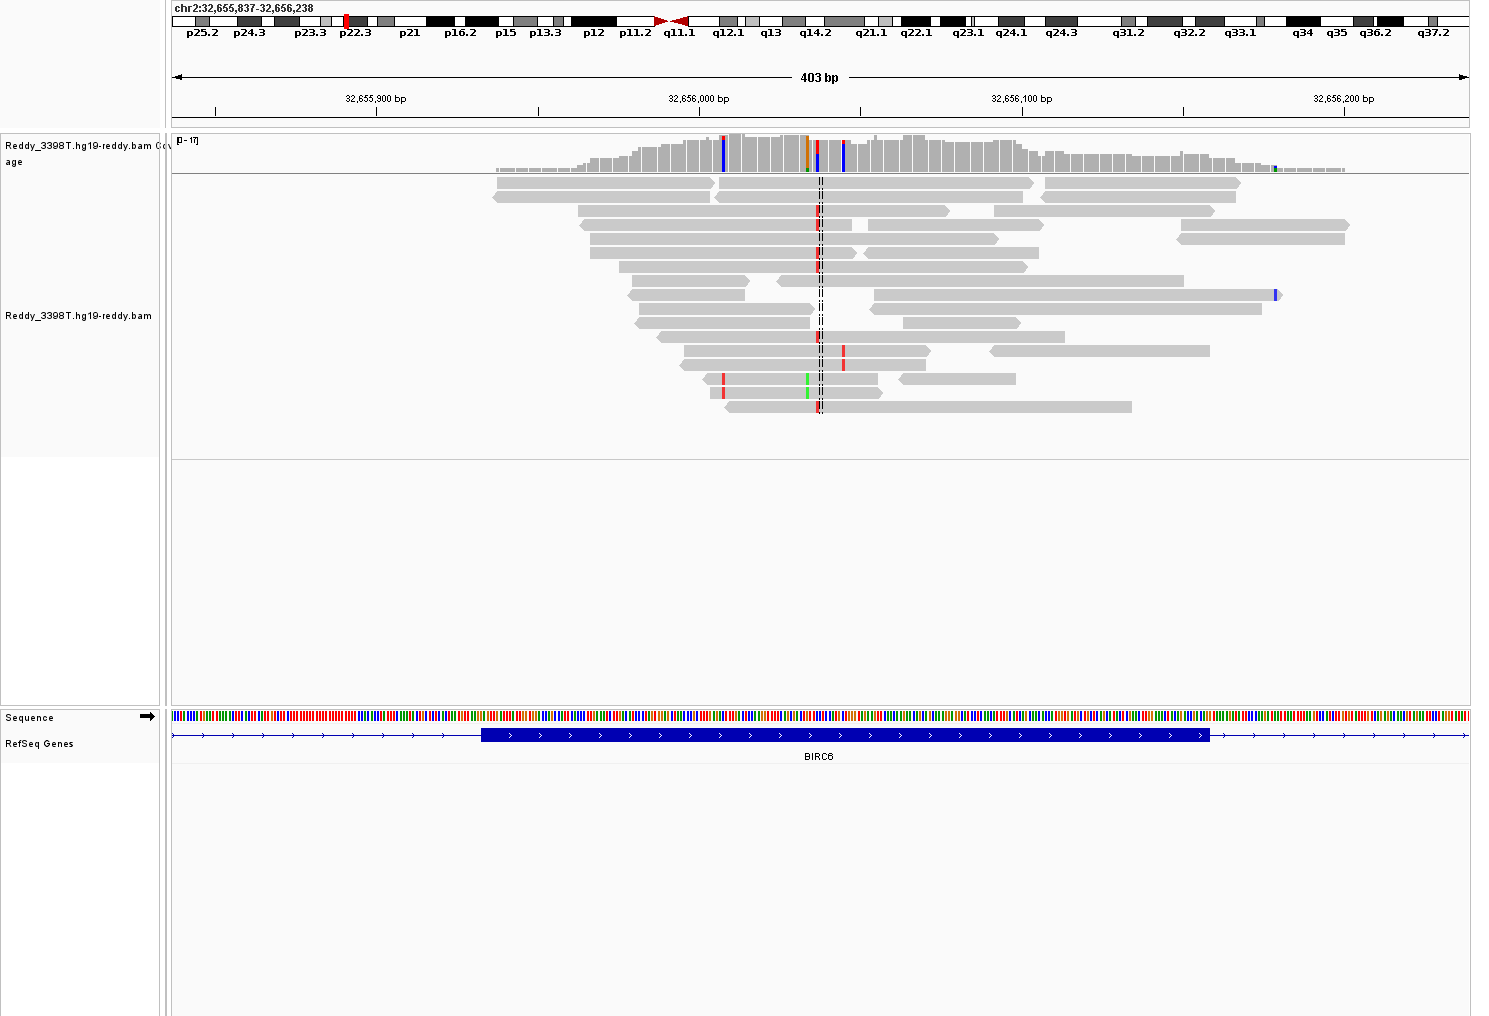 chr2:32,655,837-32,656,238
p25.2 p24.3 p23.3 p22.3 p21 p16.2 p15 p13.3 p12 p11.2 q11.1 q12.1 q13 q14.2 q21.1 q22.1 q23.1 q24.1 q24.3 q31.2 q32.2 q33.1 q34 q35 q36.2 q37.2
403 bp
32,655,900 bp 32,656,000 bp 32,656,100 bp 32,656,200 bp
Reddy_3398T.hg19-reddy.bam Cov
age
[0 - 17]
Reddy_3398T.hg19-reddy.bam
Sequence
RefSeq Genes
BIRC6